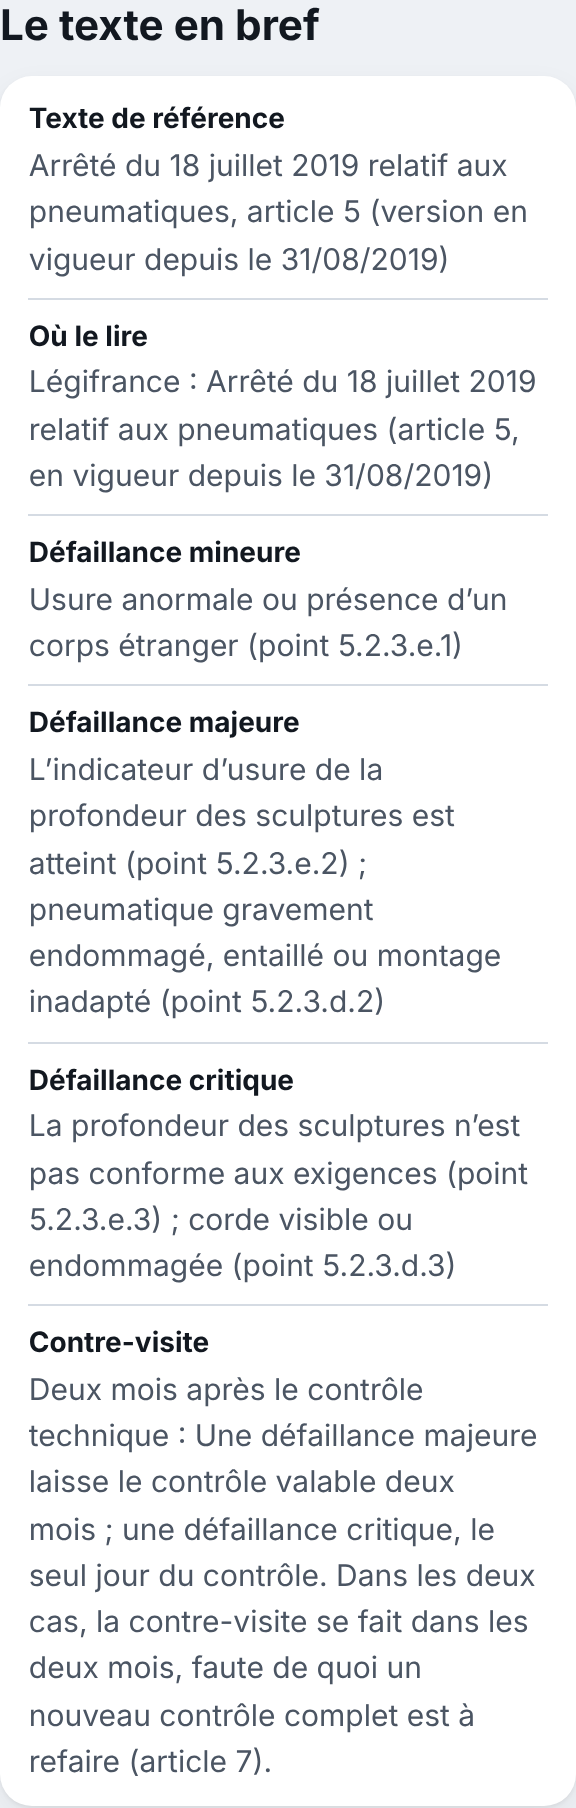 Le texte en bref
Texte de référence
Arrêté du 18 juillet 2019 relatif aux
pneumatiques, article 5 (version en
vigueur depuis le 31/08/2019)
Où le lire
Légifrance : Arrêté du 18 juillet 2019
relatif aux pneumatiques (article 5,
en vigueur depuis le 31/08/2019)
Défaillance mineure
Usure anormale ou présence d’un
corps étranger (point 5.2.3.e.1)
Défaillance majeure
L’indicateur d’usure de la
profondeur des sculptures est
atteint (point 5.2.3.e.2) ;
pneumatique gravement
endommagé, entaillé ou montage
inadapté (point 5.2.3.d.2)
Défaillance critique
La profondeur des sculptures n’est
pas conforme aux exigences (point
5.2.3.e.3) ; corde visible ou
endommagée (point 5.2.3.d.3)
Contre-visite
Deux mois après le contrôle
technique : Une défaillance majeure
laisse le contrôle valable deux
mois ; une défaillance critique, le
seul jour du contrôle. Dans les deux
cas, la contre-visite se fait dans les
deux mois, faute de quoi un
nouveau contrôle complet est à
refaire (article 7).